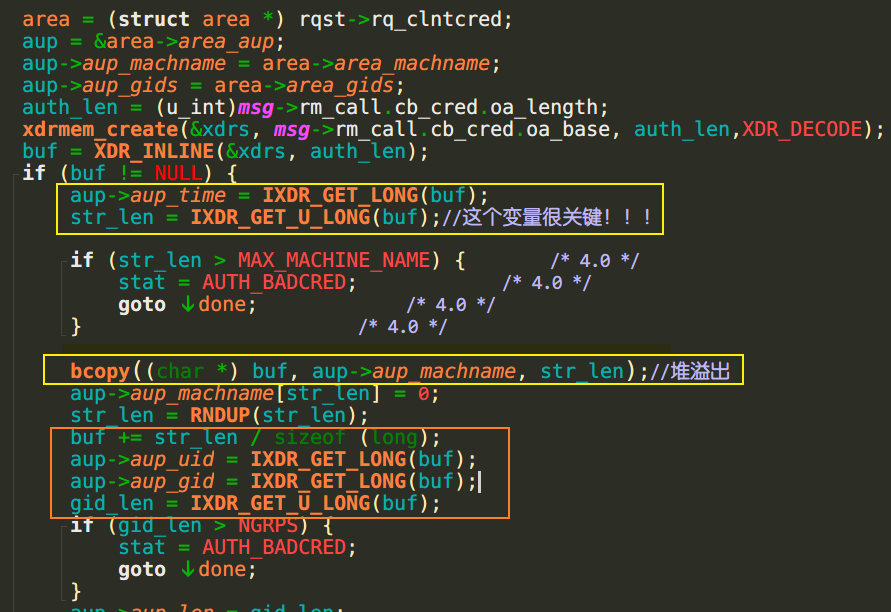 area = (struct area *) rqst->rq_clntcred;
aup = &area->area_aup;
aup->aup_machname = area->area_machname;
aup->aup_gids = area->area_gids;
auth_len = (u_int)msg->rm_call.cb_cred.oa_length;
xdrmem_create(&xdrs, msg->rm_call.cb_cred.oa_base, auth_len,XDR_DECODE);
buf = XDR_INLINE(&xdrs, auth_len);
if (buf != NULL) {
aup->aup_time = IXDR_GET_LONG(buf);
str_len = IXDR_GET_U_LONG(buf);//这个变量很关键！！！
if (str_len > MAX_MACHINE_NAME) { /* 4.0 */
stat = AUTH_BADCRED; /* 4.0 */
goto ↓done; /* 4.0 */
} /* 4.0 */
bcopy((char *) buf, aup->aup_machname, str_len);//堆溢出
aup->aup_machname[str_len] = 0;
str_len = RNDUP(str_len);
buf += str_len / sizeof (long);
aup->aup_uid = IXDR_GET_LONG(buf);
aup->aup_gid = IXDR_GET_LONG(buf);
gid_len = IXDR_GET_U_LONG(buf);
if (gid_len > NGRPS) {
stat = AUTH_BADCRED;
goto ↓done;
}
aup->aup_len = gid_len;